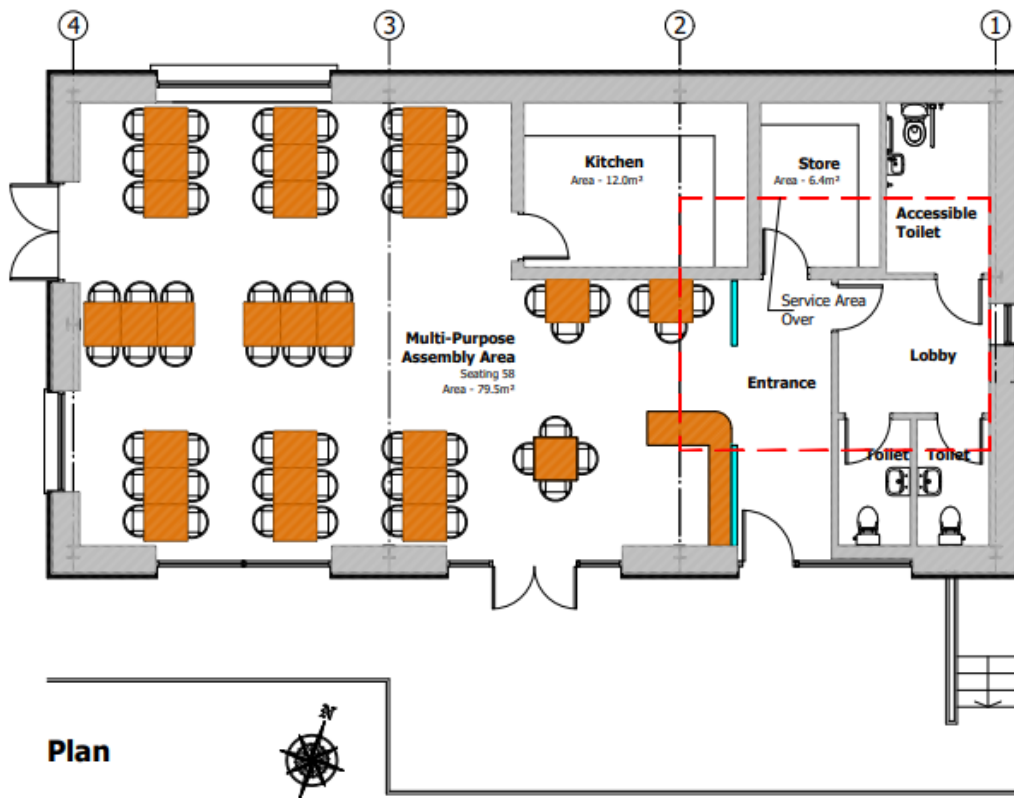 4
3
2
1
Kitchen
Area - 12.0m²
Store
Area - 6.4m²
Accessible
Toilet
Service Area
Over
Multi-Purpose
Assembly Area
Seating 58
Area - 79.5m²
Lobby
Entrance
Toilet
Toilet
Plan
N